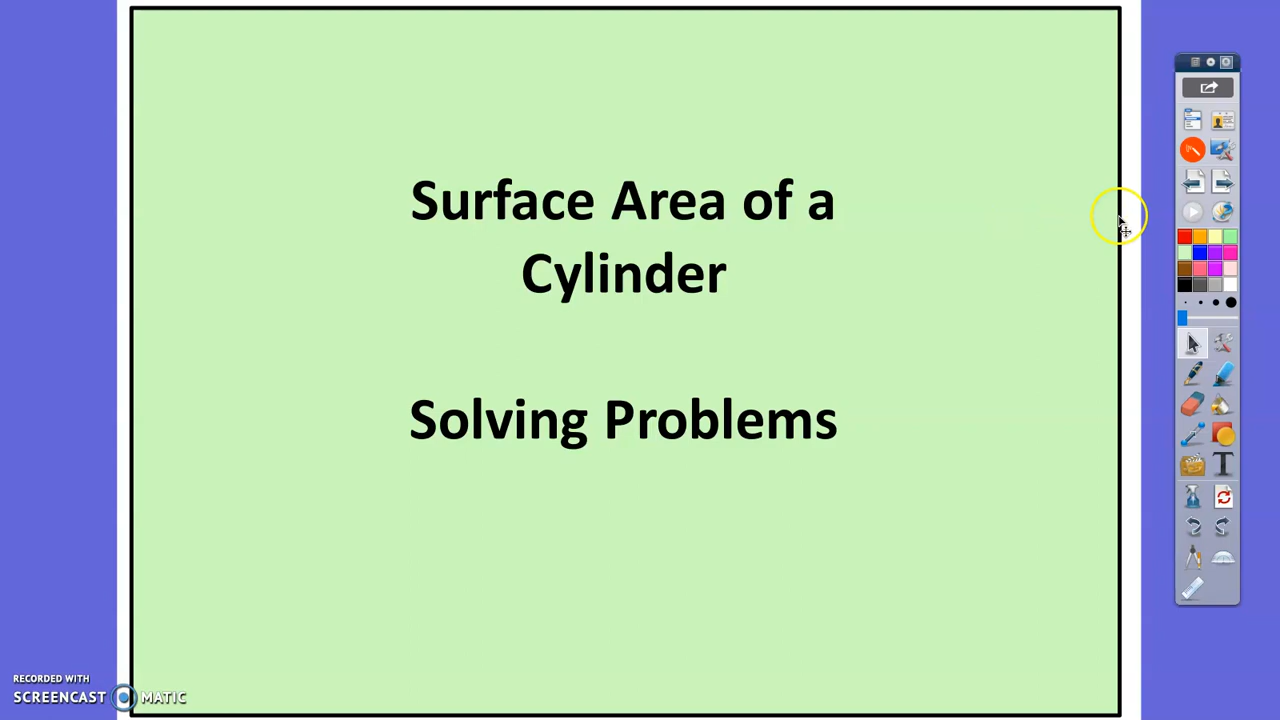 Surface Area of a
Cylinder
Solving Problems
RECORDED WITH
SCREENCAST MATIC
T